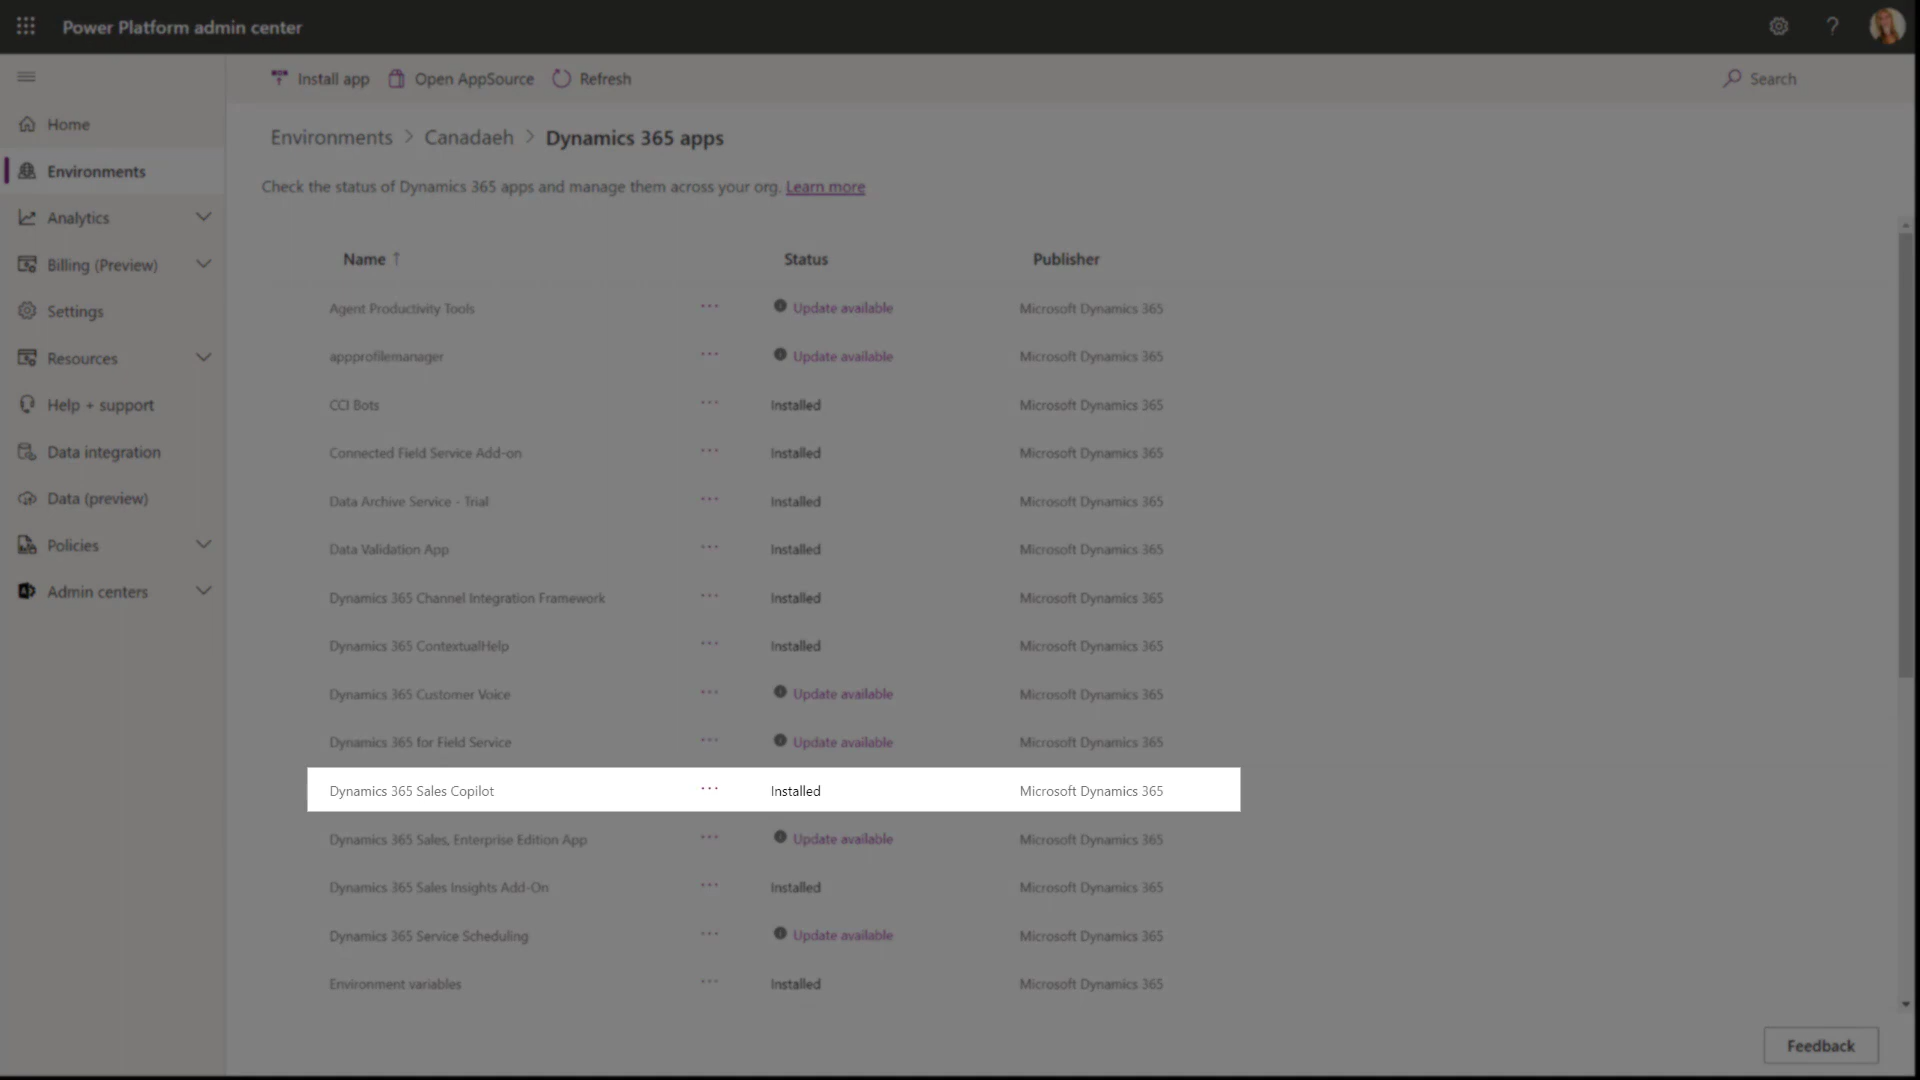 Power Platform admin center
Install app
Open AppSource
Refresh
Search
Home
Environments
Analytics
Billing (Preview)
Settings
Resources
Help + support
Data integration
Data (preview)
Policies
Admin centers
Environments > Canadaeh > Dynamics 365 apps
Check the status of Dynamics 365 apps and manage them across your org. Learn more
Name ↑ Status Publisher
Agent Productivity Tools ... Update available Microsoft Dynamics 365
appprofilemanager ... Update available Microsoft Dynamics 365
CCI Bots ... Installed Microsoft Dynamics 365
Connected Field Service Add-on ... Installed Microsoft Dynamics 365
Data Archive Service - Trial ... Installed Microsoft Dynamics 365
Data Validation App ... Installed Microsoft Dynamics 365
Dynamics 365 Channel Integration Framework ... Installed Microsoft Dynamics 365
Dynamics 365 ContextualHelp ... Installed Microsoft Dynamics 365
Dynamics 365 Customer Voice ... Update available Microsoft Dynamics 365
Dynamics 365 for Field Service ... Update available Microsoft Dynamics 365
Dynamics 365 Sales Copilot ... Installed Microsoft Dynamics 365
Dynamics 365 Sales, Enterprise Edition App ... Update available Microsoft Dynamics 365
Dynamics 365 Sales Insights Add-On ... Installed Microsoft Dynamics 365
Dynamics 365 Service Scheduling ... Update available Microsoft Dynamics 365
Environment variables ... Installed Microsoft Dynamics 365
Feedback